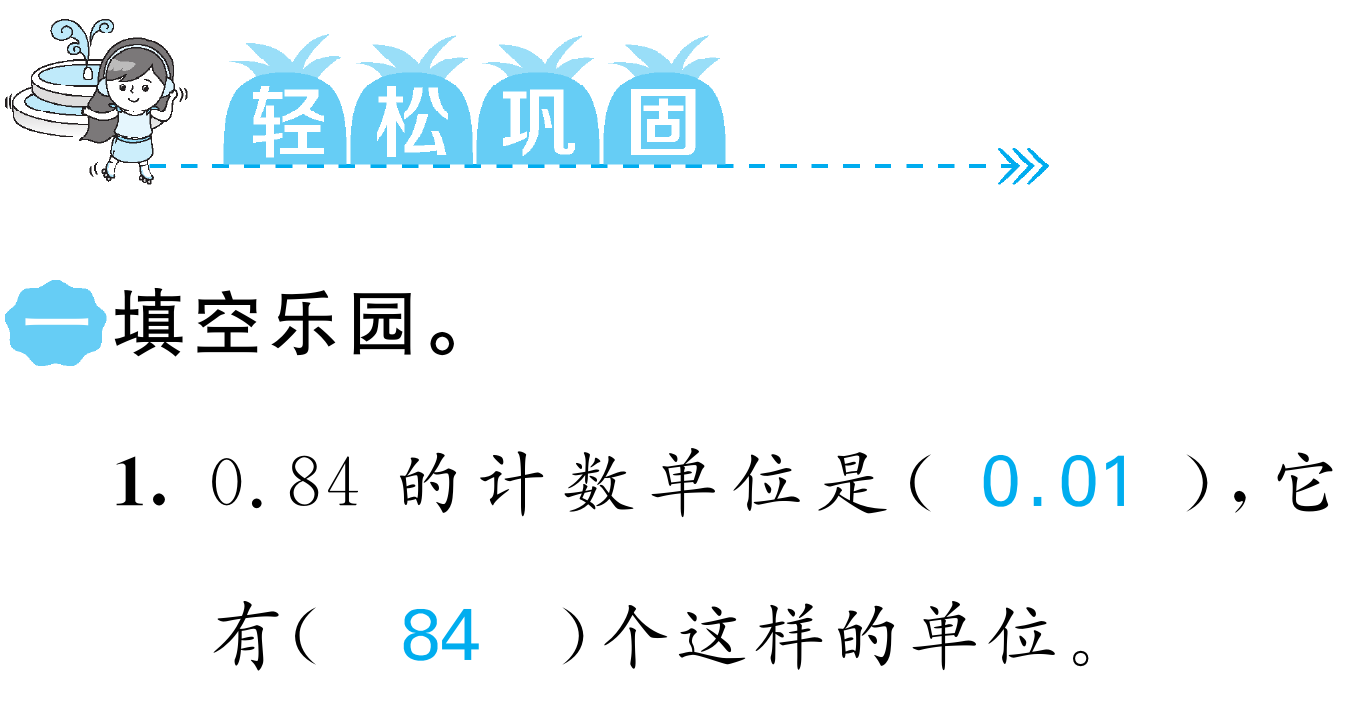 轻松巩固
一 填空乐园。
1. 0.84 的计数单位是( 0.01 ),它
有( 84 )个这样的单位。